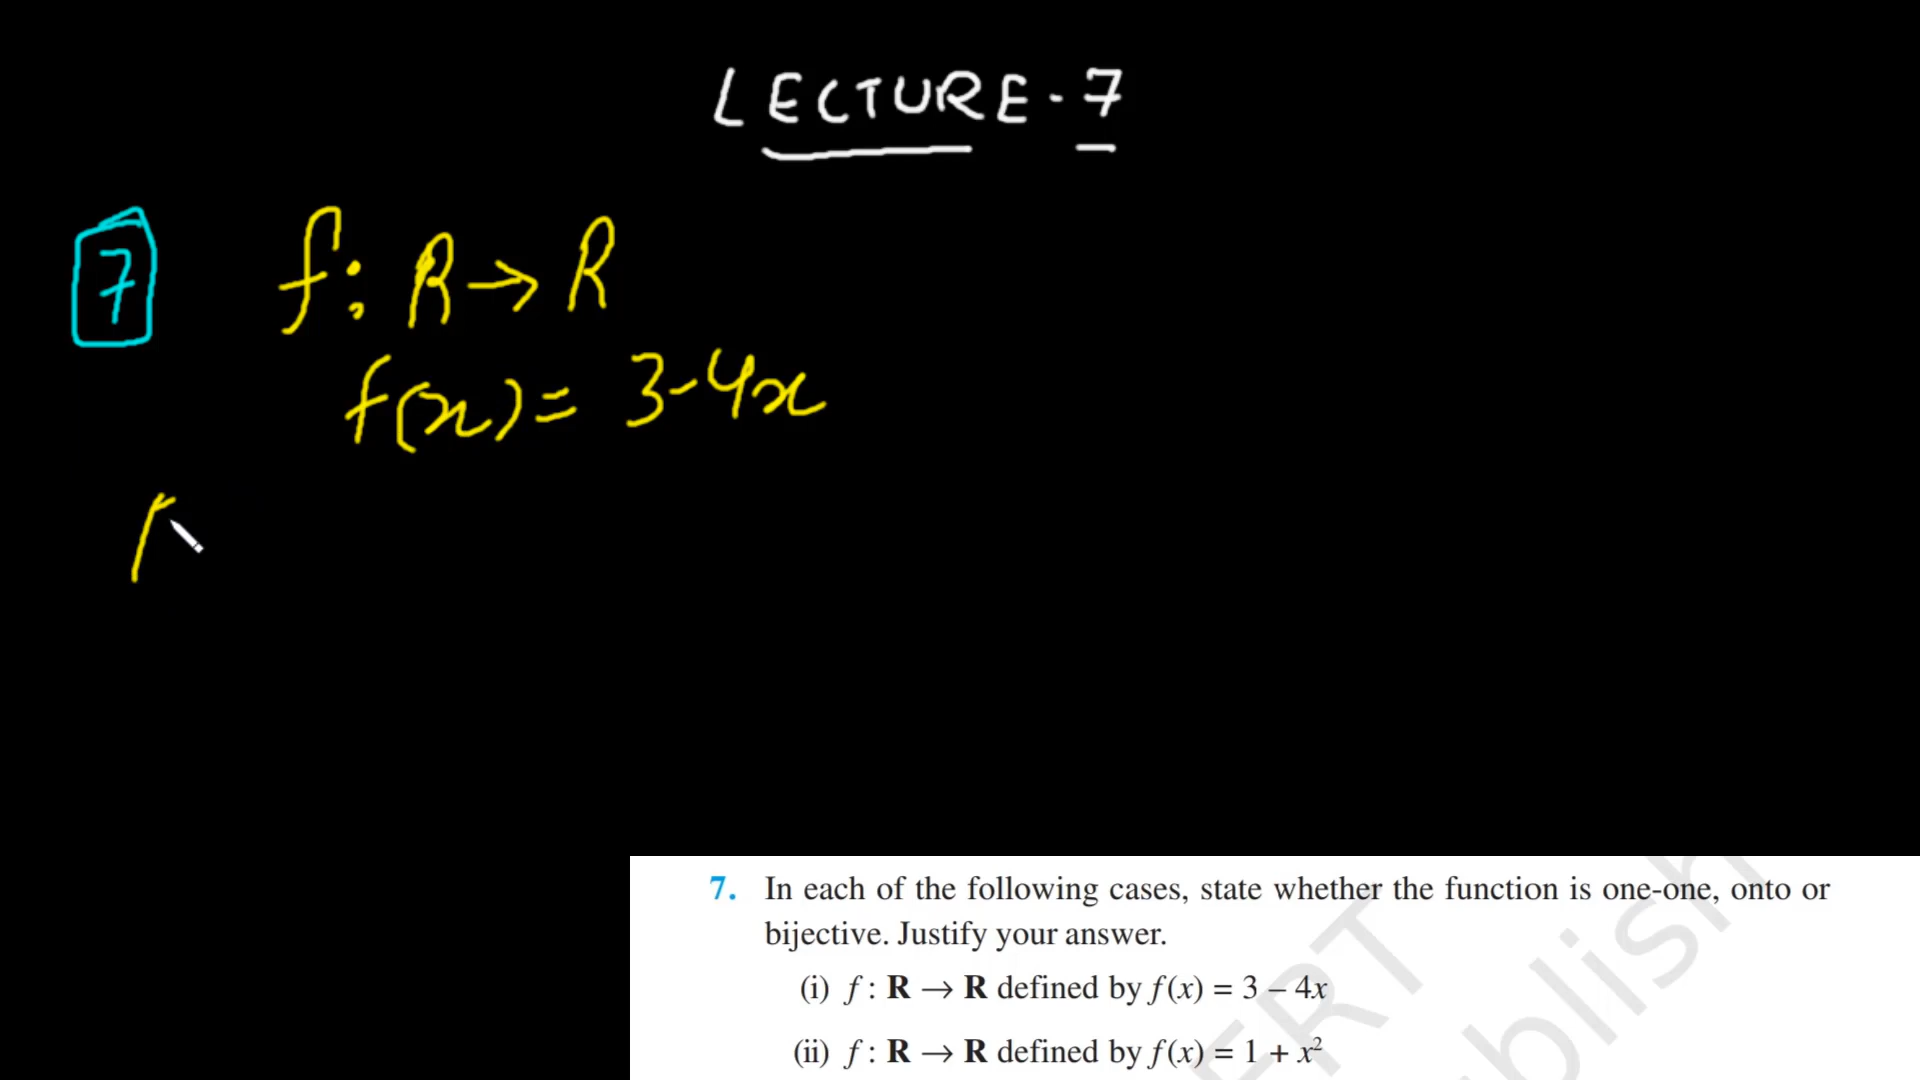 LECTURE-7
7 f: R→R
f(x)= 3-4x
7. In each of the following cases, state whether the function is one-one, onto or
bijective. Justify your answer.
(i) f : R → R defined by f(x) = 3 – 4x
(ii) f : R → R defined by f(x) = 1 + x²